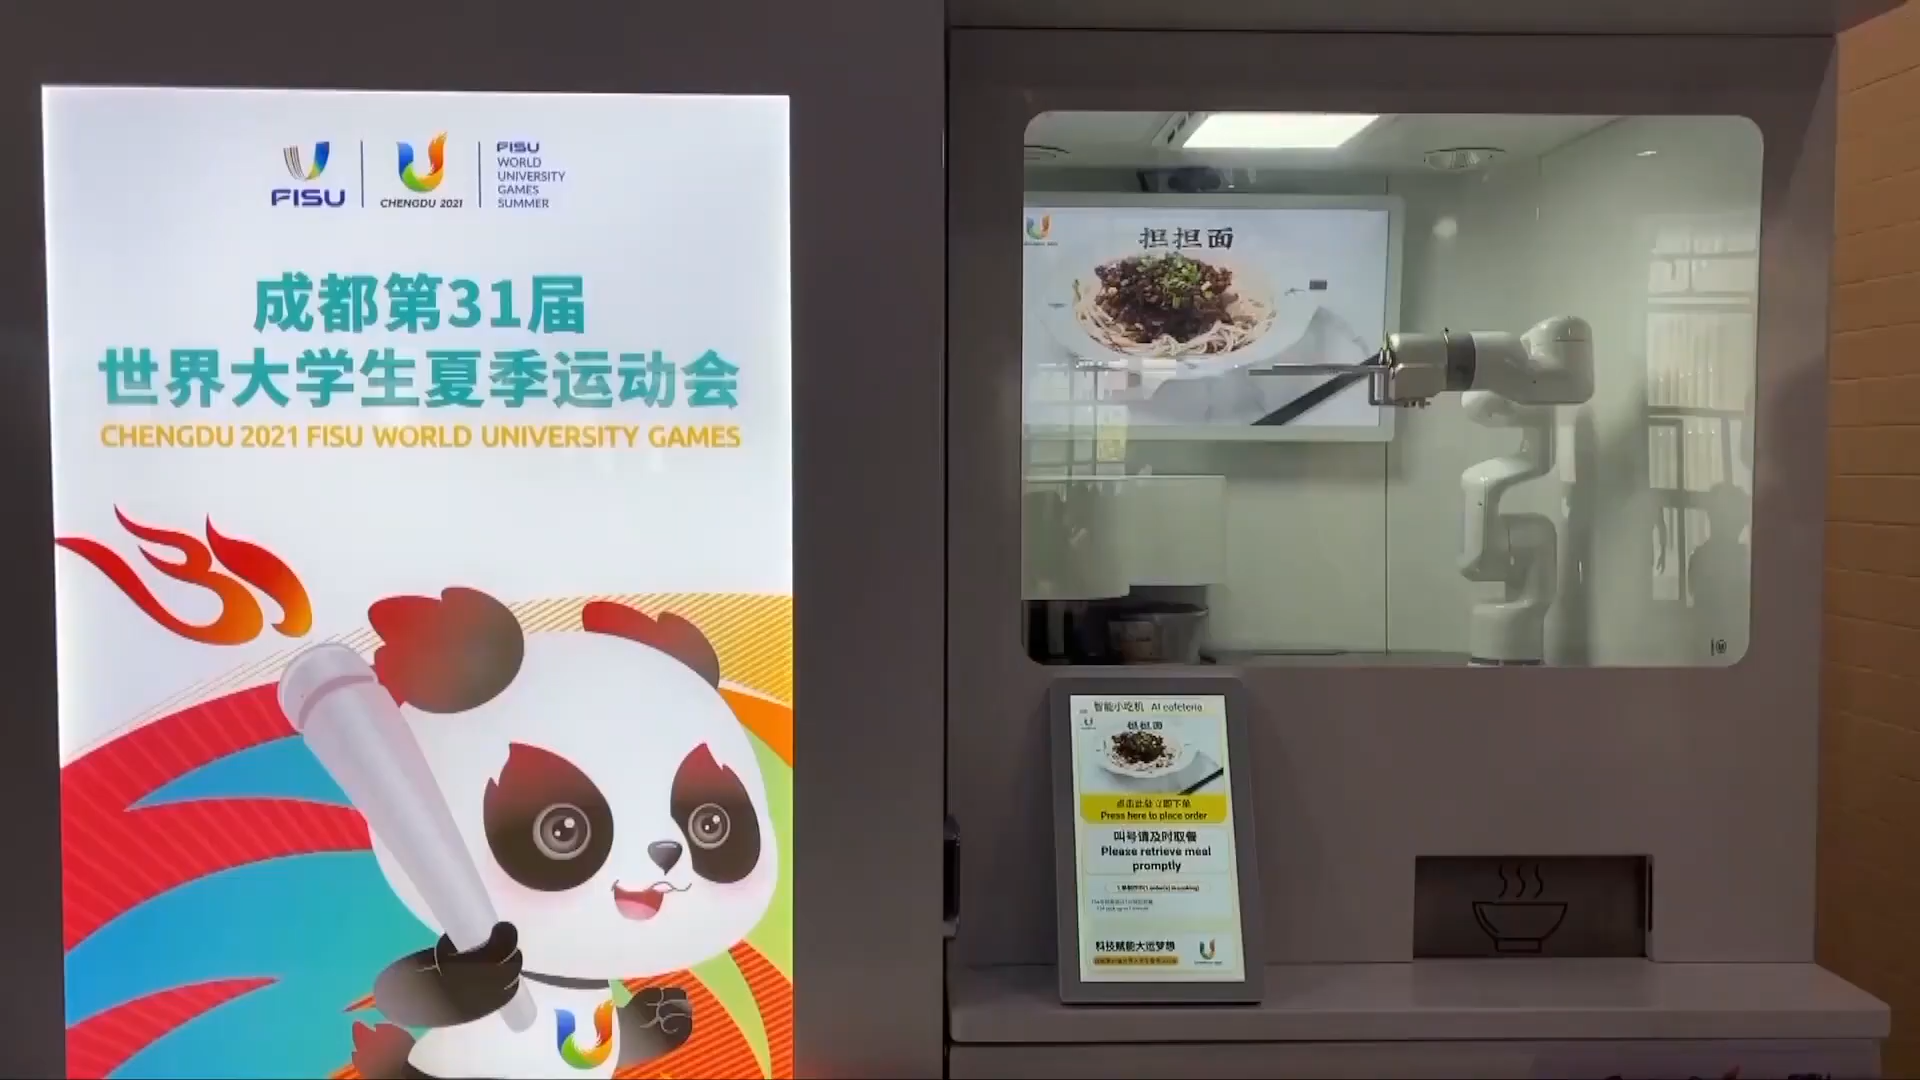 FISU
CHENGDU 2021
FISU
WORLD
UNIVERSITY
GAMES
SUMMER
成都第31届
世界大学生夏季运动会
CHENGDU 2021 FISU WORLD UNIVERSITY GAMES
担担面
智能小吃机 AI cafeteria
担担面
点击此处立即下单
Press here to place order
叫号请及时取餐
Please retrieve meal
promptly
科技赋能大运梦想